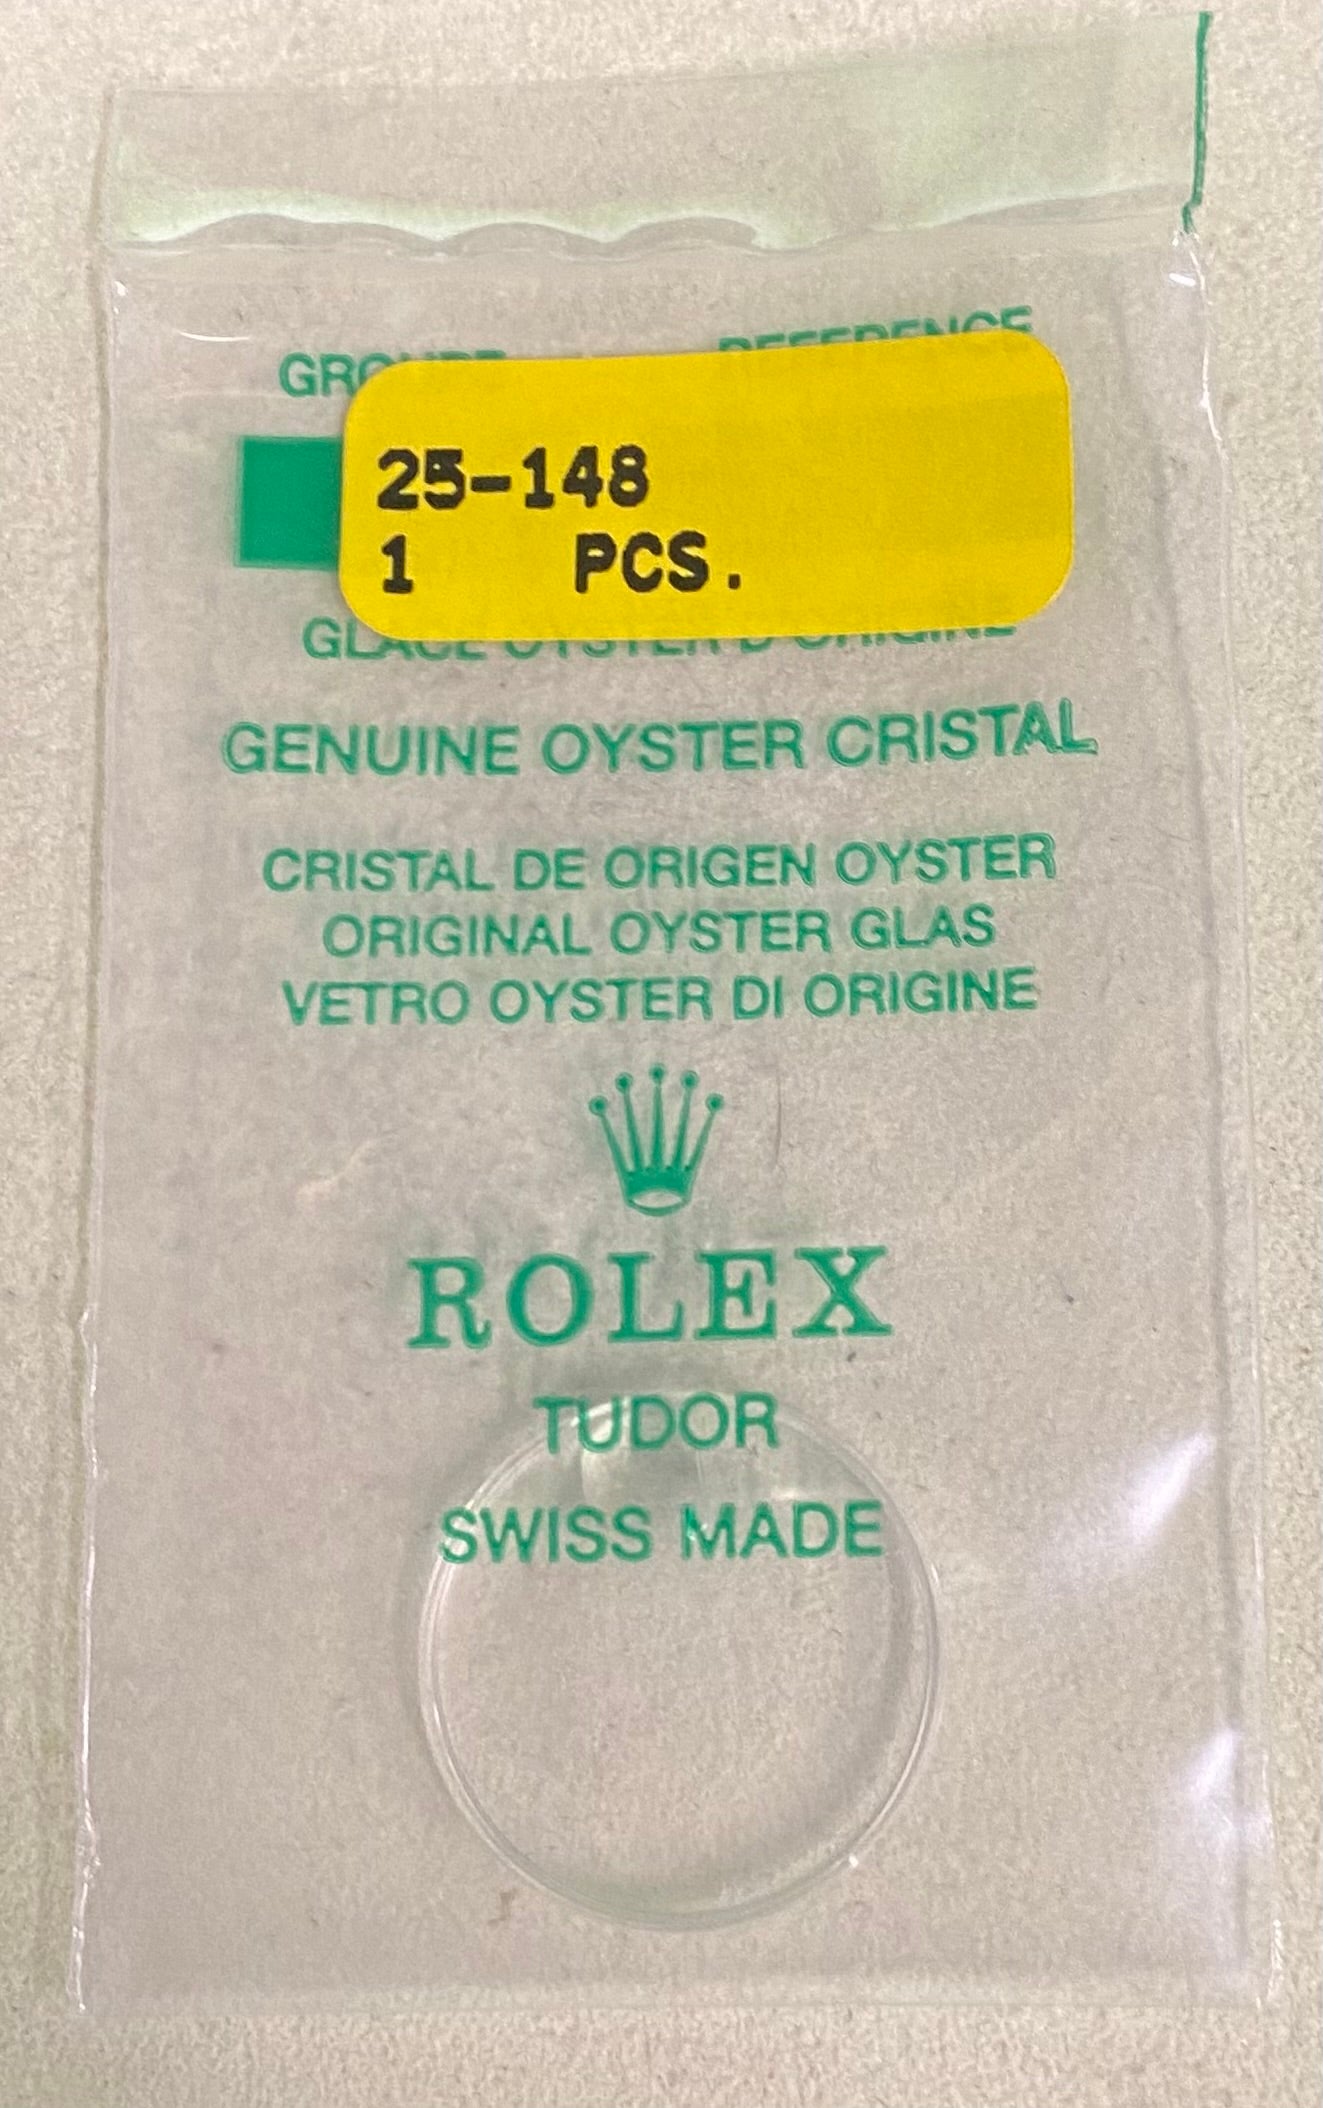 25-148
1 PCS.
GENUINE OYSTER CRISTAL
CRISTAL DE ORIGEN OYSTER
ORIGINAL OYSTER GLAS
VETRO OYSTER DI ORIGINE
ROLEX
TUDOR
SWISS MADE